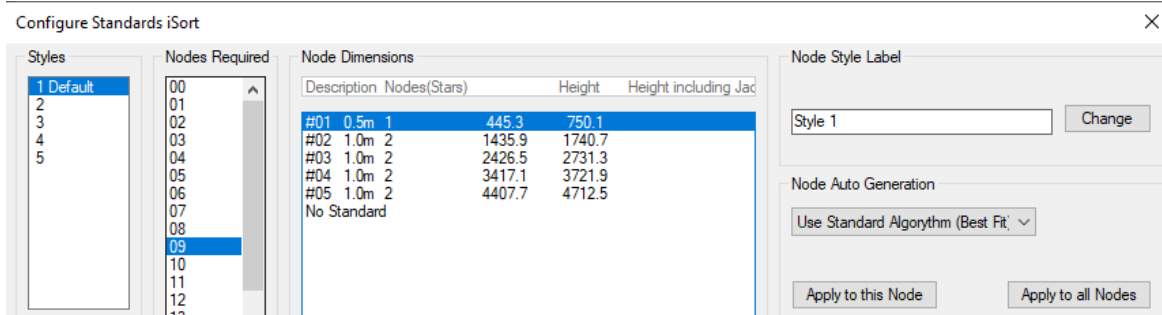 Configure Standards iSort
Styles
1 Default
2
3
4
5
Nodes Required
00
01
02
03
04
05
06
07
08
09
10
11
12
Node Dimensions
Description Nodes(Stars) Height Height including Jac
#01 0.5m 1 445.3 750.1
#02 1.0m 2 1435.9 1740.7
#03 1.0m 2 2426.5 2731.3
#04 1.0m 2 3417.1 3721.9
#05 1.0m 2 4407.7 4712.5
No Standard
Node Style Label
Style 1
Change
Node Auto Generation
Use Standard Algorythm (Best Fit)
Apply to this Node
Apply to all Nodes